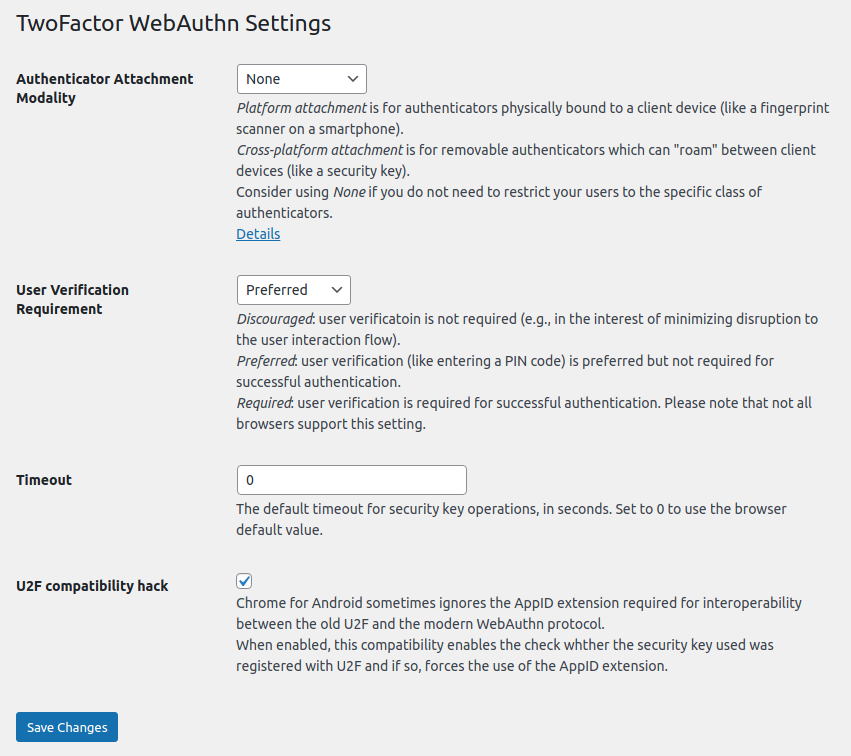 TwoFactor WebAuthn Settings
Authenticator Attachment
Modality
None
Platform attachment is for authenticators physically bound to a client device (like a fingerprint
scanner on a smartphone).
Cross-platform attachment is for removable authenticators which can "roam" between client
devices (like a security key).
Consider using None if you do not need to restrict your users to the specific class of
authenticators.
Details
User Verification
Requirement
Preferred
Discouraged: user verificatoin is not required (e.g., in the interest of minimizing disruption to
the user interaction flow).
Preferred: user verification (like entering a PIN code) is preferred but not required for
successful authentication.
Required: user verification is required for successful authentication. Please note that not all
browsers support this setting.
Timeout
0
The default timeout for security key operations, in seconds. Set to 0 to use the browser
default value.
U2F compatibility hack
Chrome for Android sometimes ignores the AppID extension required for interoperability
between the old U2F and the modern WebAuthn protocol.
When enabled, this compatibility enables the check whther the security key used was
registered with U2F and if so, forces the use of the AppID extension.
Save Changes